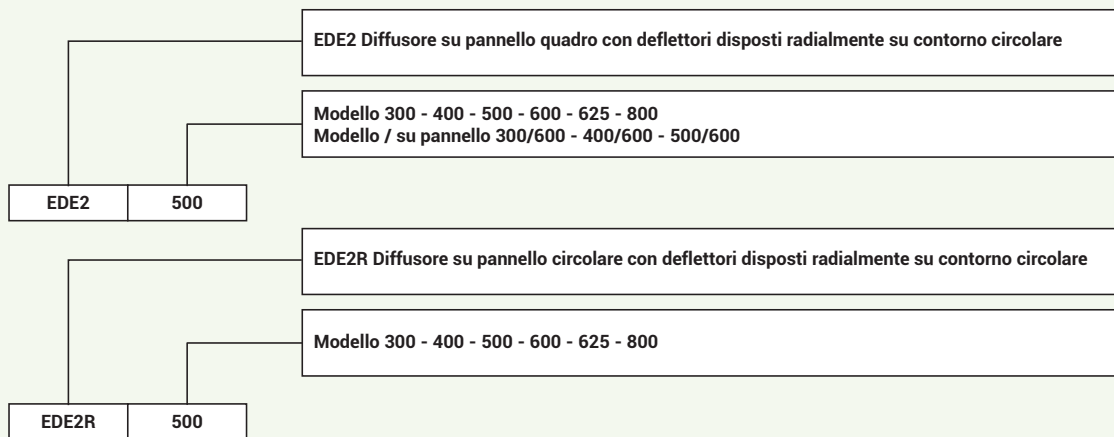 EDE2 Diffusore su pannello quadro con deflettori disposti radialmente su contorno circolare
Modello 300 - 400 - 500 - 600 - 625 - 800
Modello / su pannello 300/600 - 400/600 - 500/600
EDE2 500
EDE2R Diffusore su pannello circolare con deflettori disposti radialmente su contorno circolare
Modello 300 - 400 - 500 - 600 - 625 - 800
EDE2R 500